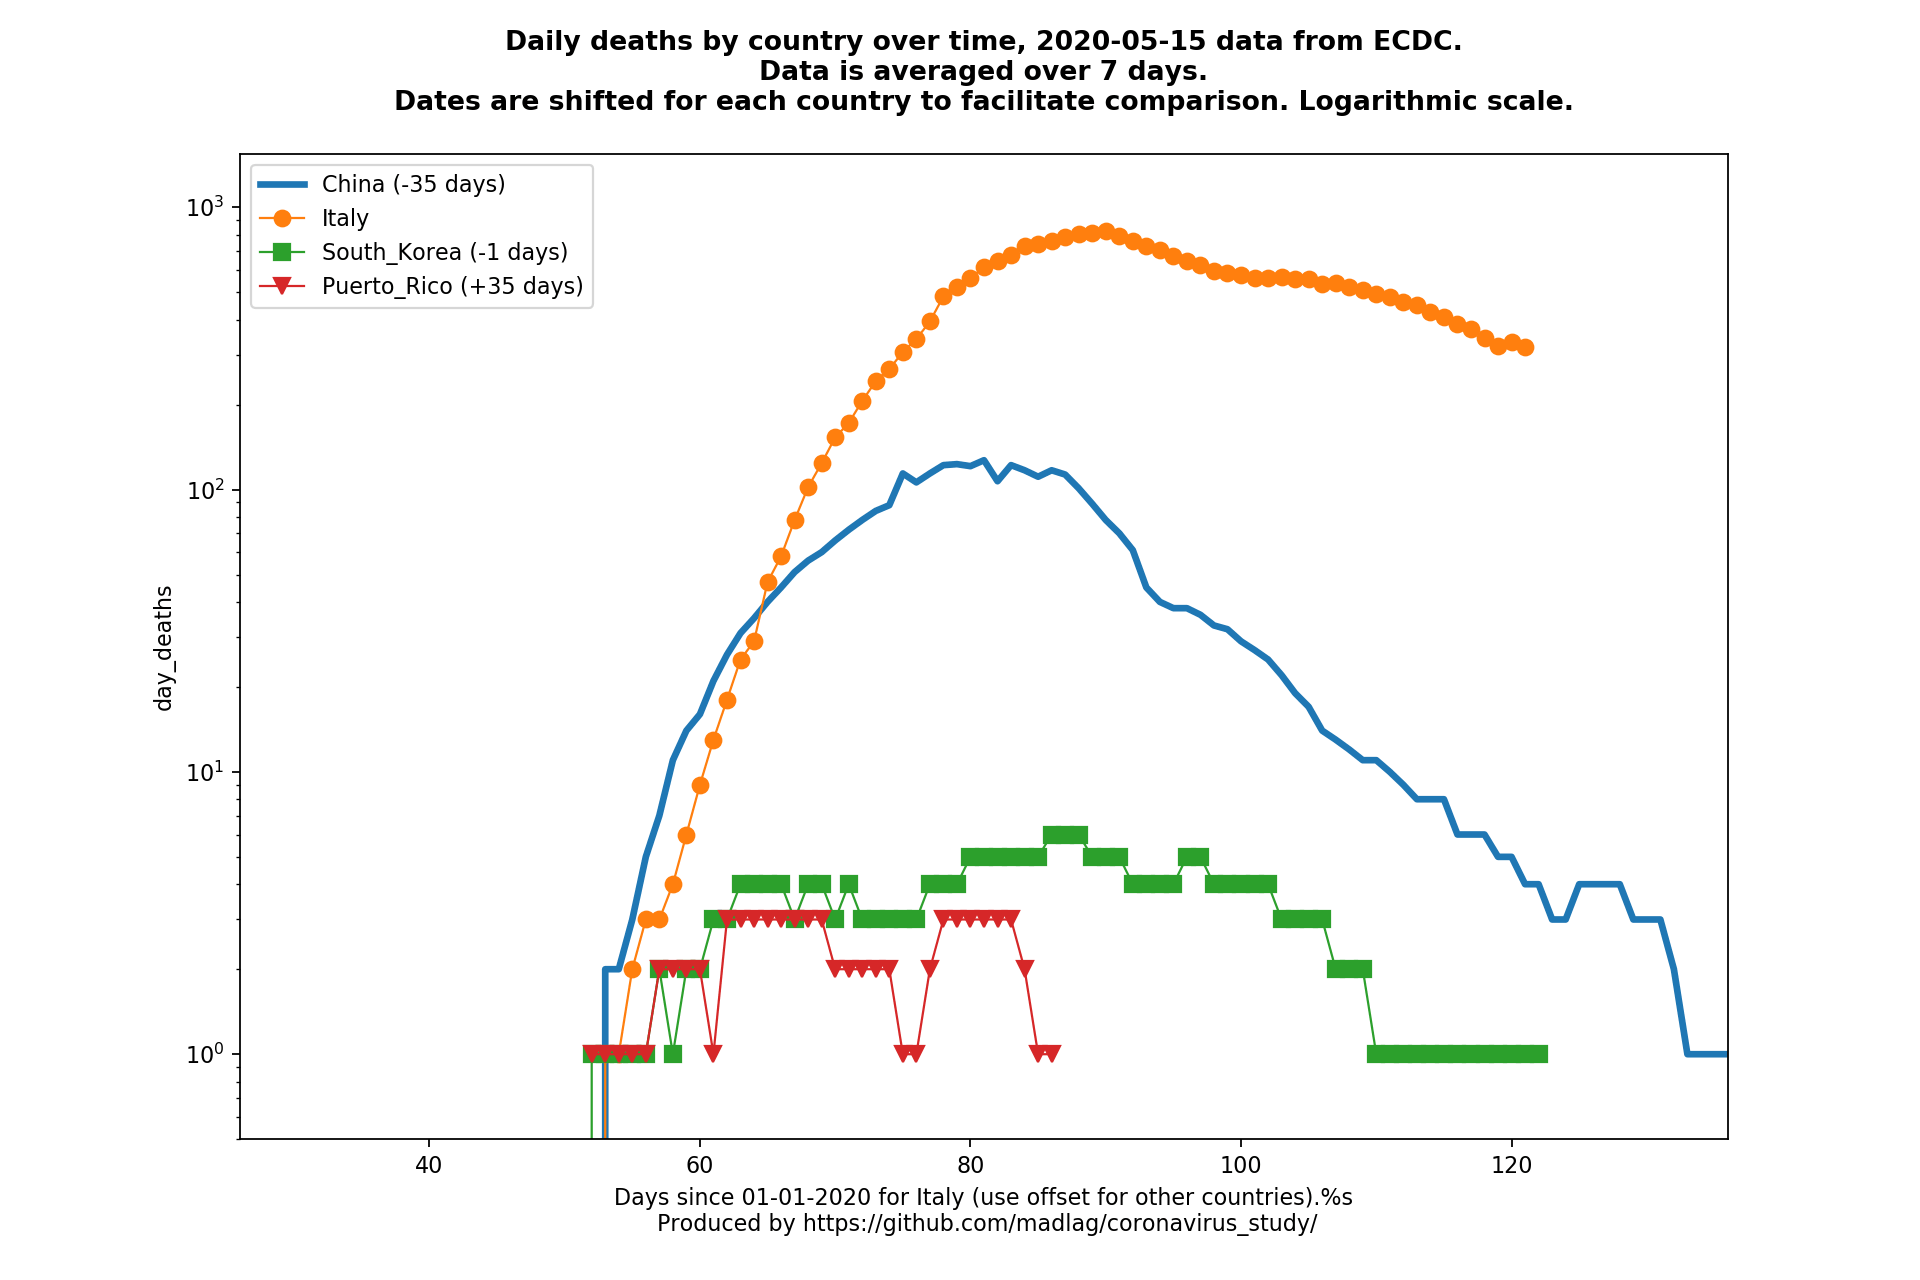 Daily deaths by country over time, 2020-05-15 data from ECDC.
Data is averaged over 7 days.
Dates are shifted for each country to facilitate comparison. Logarithmic scale.
China (-35 days)
Italy
South_Korea (-1 days)
Puerto_Rico (+35 days)
10³
10²
10¹
10⁰
day_deaths
40 60 80 100 120
Days since 01-01-2020 for Italy (use offset for other countries).%s
Produced by https://github.com/madlag/coronavirus_study/